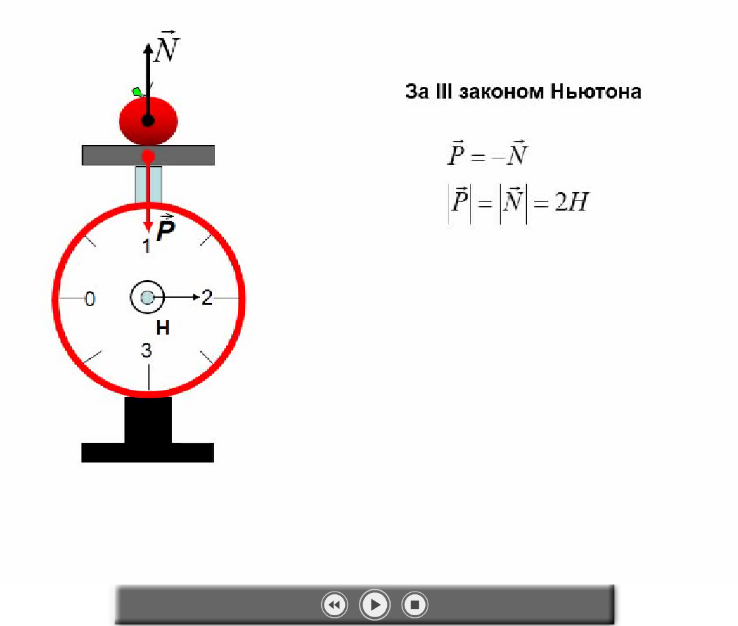 N⃗
За III законом Ньютона
P⃗ = −N⃗
|P⃗| = |N⃗| = 2H
P⃗
1
0
2
H
3